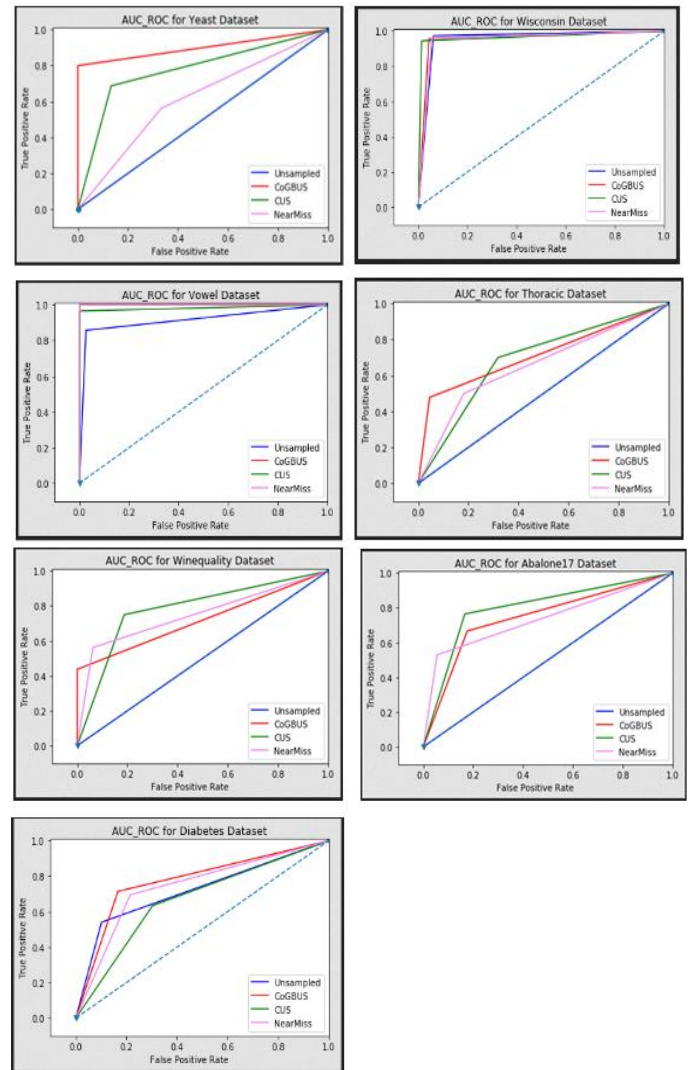 AUC_ROC for Yeast Dataset
True Positive Rate
1.0
0.8
0.6
0.4
0.2
0.0
Unsampled
CoGBUS
CUS
NearMiss
0.0 0.2 0.4 0.6 0.8 1.0
False Positive Rate
AUC_ROC for Wisconsin Dataset
True Positive Rate
1.0
0.8
0.6
0.4
0.2
0.0
Unsampled
CoGBUS
CUS
NearMiss
0.0 0.2 0.4 0.6 0.8 1.0
False Positive Rate
AUC_ROC for Vowel Dataset
True Positive Rate
1.0
0.8
0.6
0.4
0.2
0.0
Unsampled
CoGBUS
CUS
NearMiss
0.0 0.2 0.4 0.6 0.8 1.0
False Positive Rate
AUC_ROC for Thoracic Dataset
True Positive Rate
1.0
0.8
0.6
0.4
0.2
0.0
Unsampled
CoGBUS
CUS
NearMiss
0.0 0.2 0.4 0.6 0.8 1.0
False Positive Rate
AUC_ROC for Winequality Dataset
True Positive Rate
1.0
0.8
0.6
0.4
0.2
0.0
Unsampled
CoGBUS
CUS
NearMiss
0.0 0.2 0.4 0.6 0.8 1.0
False Positive Rate
AUC_ROC for Abalone17 Dataset
True Positive Rate
1.0
0.8
0.6
0.4
0.2
0.0
Unsampled
CoGBUS
CUS
NearMiss
0.0 0.2 0.4 0.6 0.8 1.0
False Positive Rate
AUC_ROC for Diabetes Dataset
True Positive Rate
1.0
0.8
0.6
0.4
0.2
0.0
Unsampled
CoGBUS
CUS
NearMiss
0.0 0.2 0.4 0.6 0.8 1.0
False Positive Rate